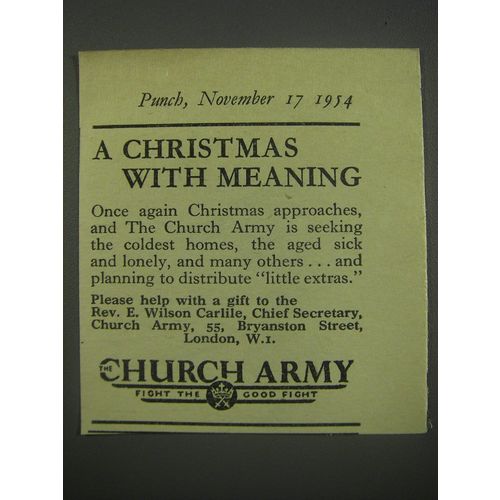 Punch, November 17 1954
A CHRISTMAS
WITH MEANING
Once again Christmas approaches,
and The Church Army is seeking
the coldest homes, the aged sick
and lonely, and many others . . . and
planning to distribute "little extras."
Please help with a gift to the
Rev. E. Wilson Carlile, Chief Secretary,
Church Army, 55, Bryanston Street,
London, W.1.
THE CHURCH ARMY
FIGHT THE GOOD FIGHT